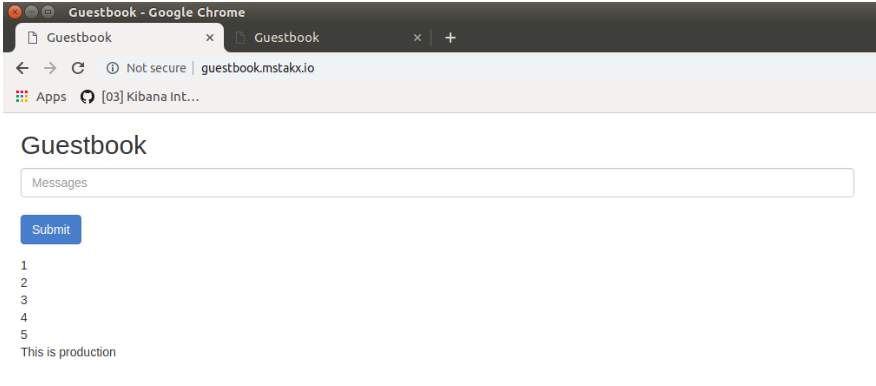 Guestbook - Google Chrome
Guestbook
Guestbook
Not secure guestbook.mstakx.io
Apps [03] Kibana Int...
Guestbook
Messages
Submit
1
2
3
4
5
This is production